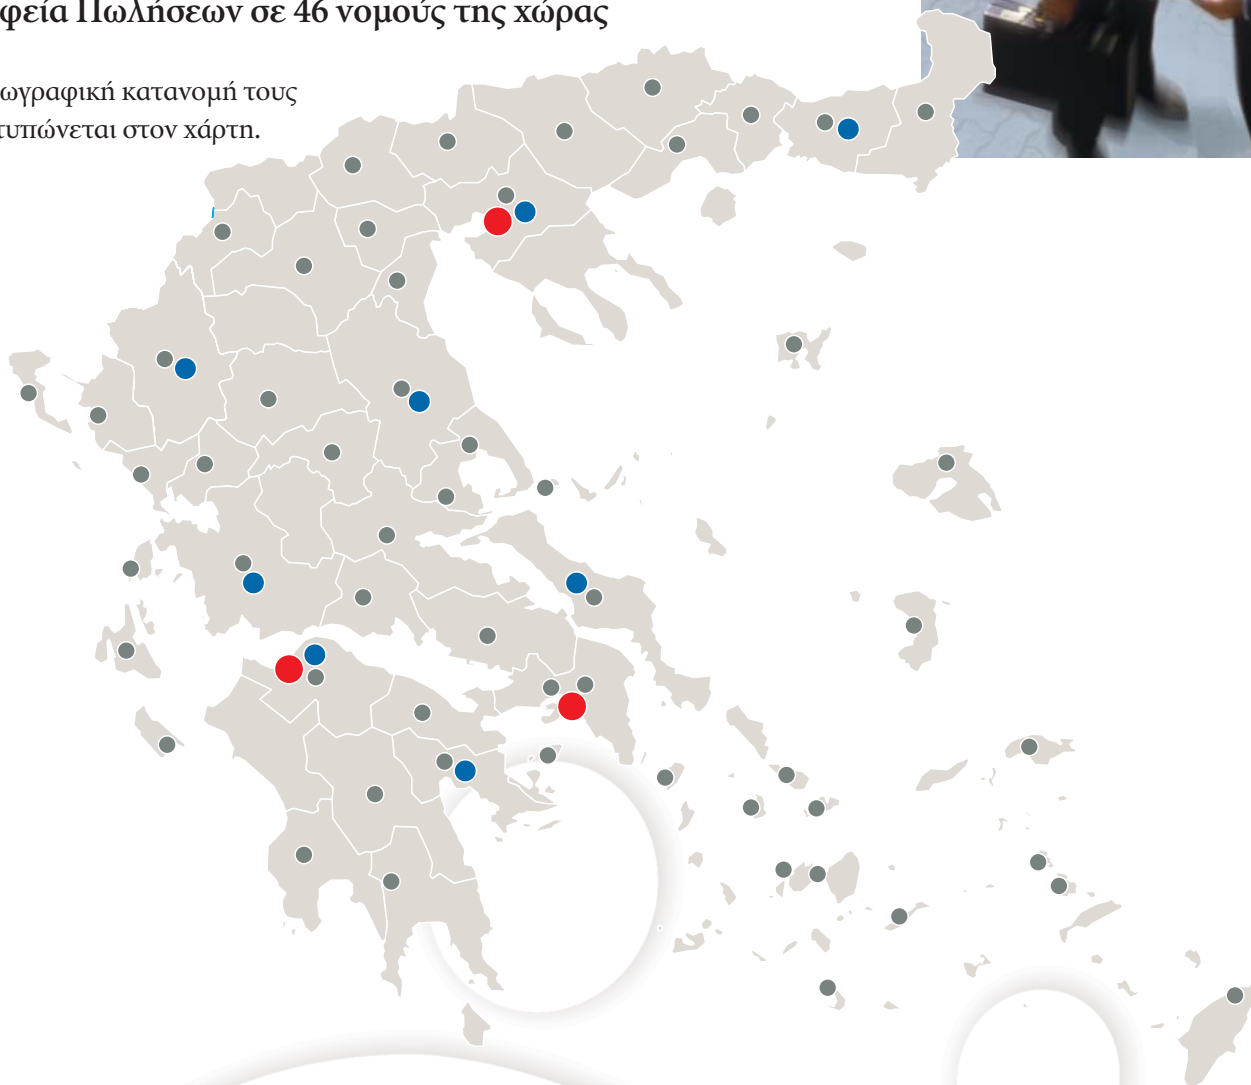 φεία Πωλήσεων σε 46 νομούς της χώρας
ωγραφική κατανομή τους
τυπώνεται στον χάρτη.